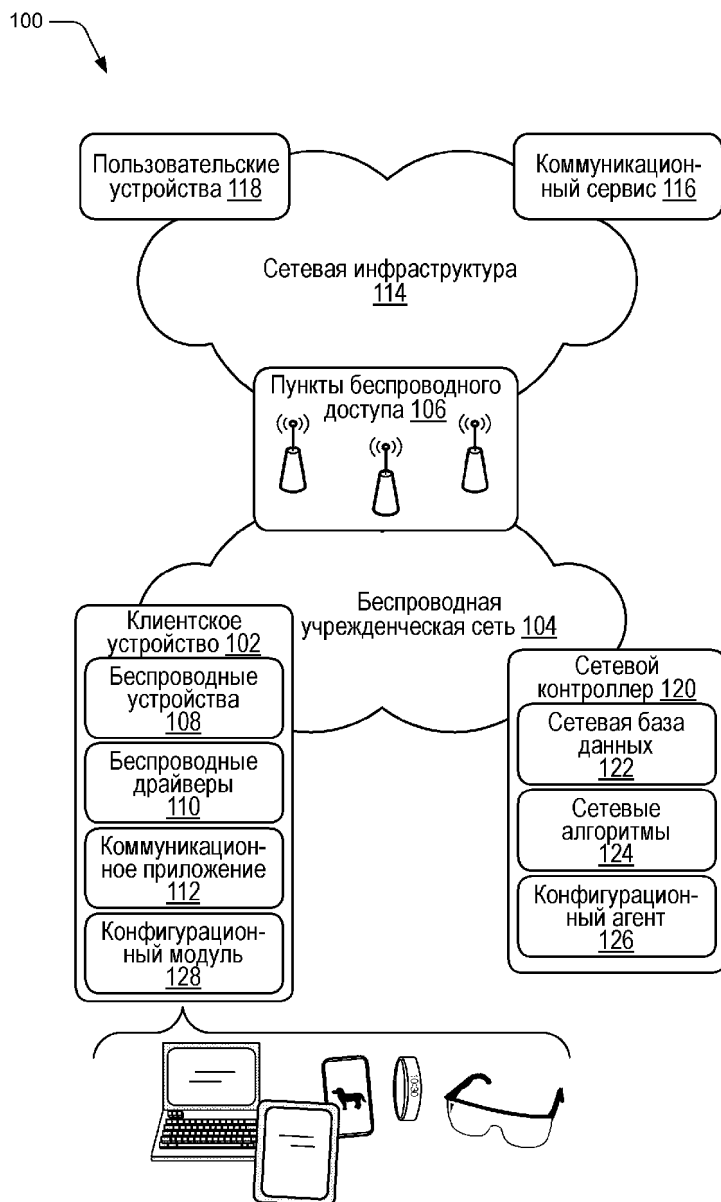 100
Пользовательские
устройства 118
Коммуникацион-
ный сервис 116
Сетевая инфраструктура
114
Пункты беспроводного
доступа 106
Беспроводная
учрежденческая сеть 104
Клиентское
устройство 102
Беспроводные
устройства
108
Беспроводные
драйверы
110
Коммуникацион-
ное приложение
112
Конфигурацион-
ный модуль
128
Сетевой
контроллер 120
Сетевая база
данных
122
Сетевые
алгоритмы
124
Конфигурацион-
ный агент
126
10:30